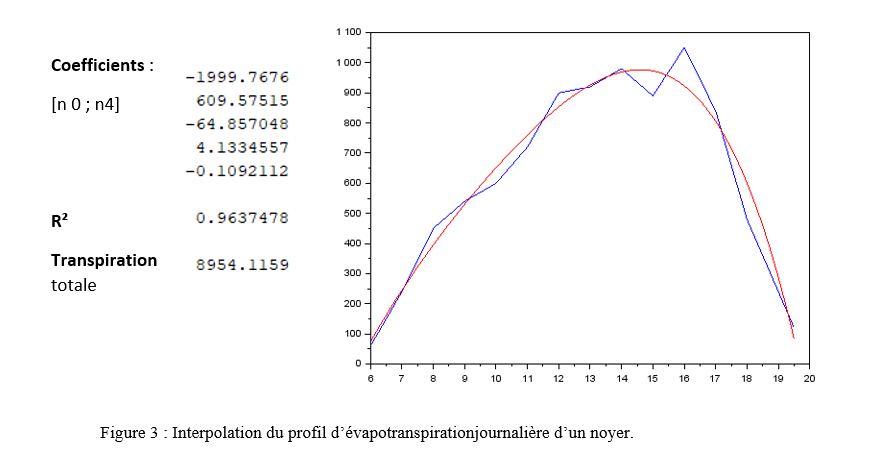 Coefficients :
[n 0 ; n4]
-1999.7676
609.57515
-64.857048
4.1334557
-0.1092112
R² 0.9637478
Transpiration 8954.1159
totale
1 100
1 000
900
800
700
600
500
400
300
200
100
0
6 7 8 9 10 11 12 13 14 15 16 17 18 19 20
Figure 3 : Interpolation du profil d’évapotranspirationjournalière d’un noyer.